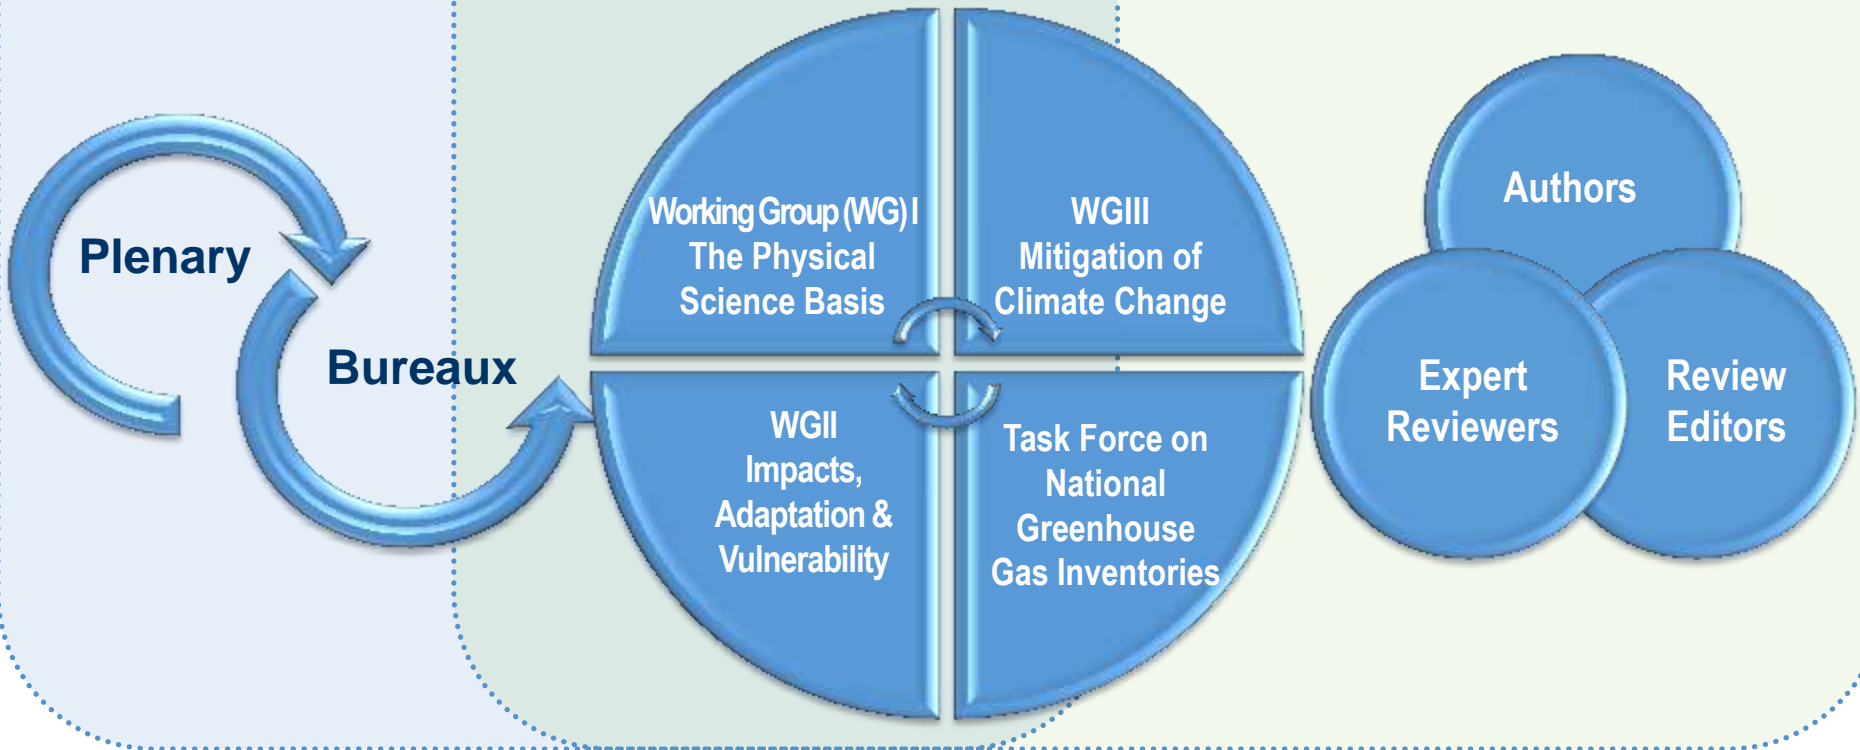 Plenary
Bureaux
Working Group (WG) I
The Physical
Science Basis
WGIII
Mitigation of
Climate Change
WGII
Impacts,
Adaptation &
Vulnerability
Task Force on
National
Greenhouse
Gas Inventories
Authors
Expert
Reviewers
Review
Editors